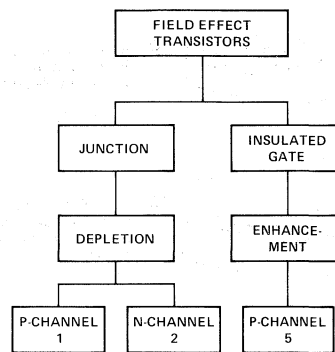 FIELD EFFECT
TRANSISTORS
JUNCTION
INSULATED
GATE
DEPLETION
ENHANCE-
MENT
P-CHANNEL
1
N-CHANNEL
2
P-CHANNEL
5